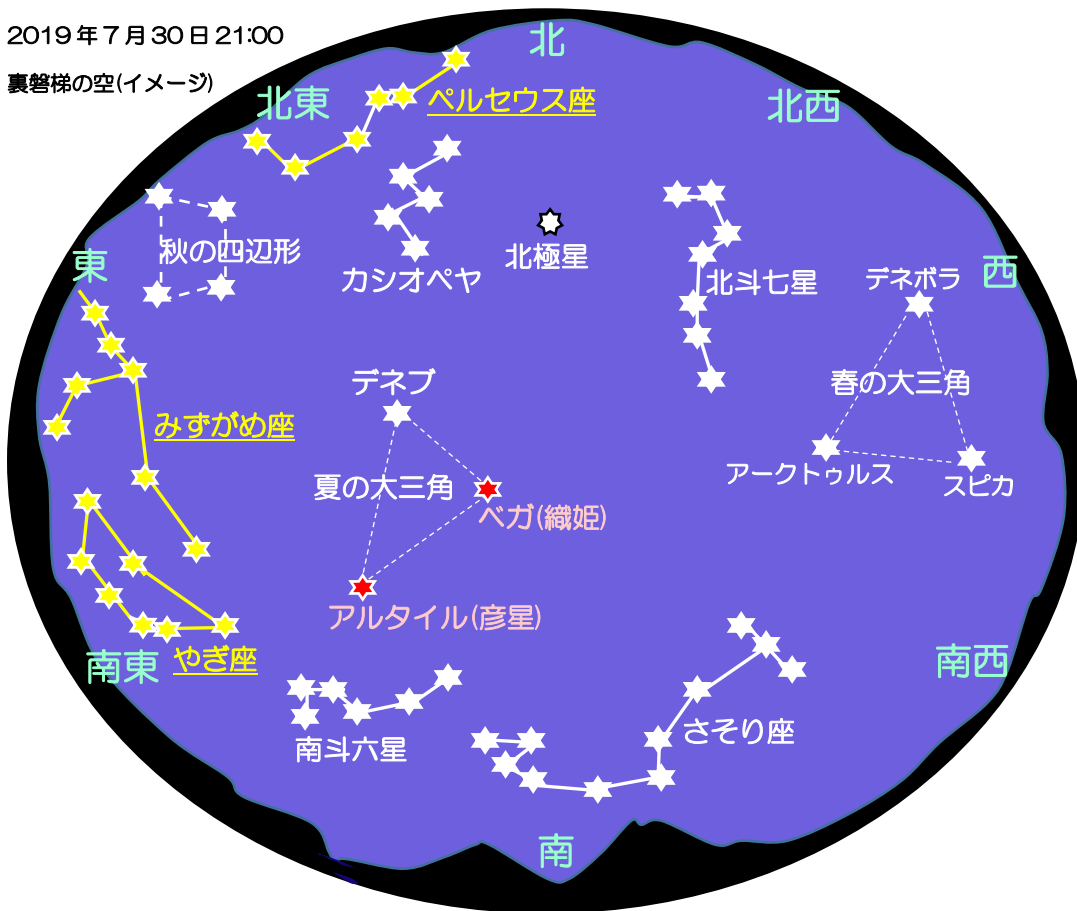 2019年7月30日21:00
裏磐梯の空(イメージ)
北
北東
ペルセウス座
北西
秋の四辺形
カシオペヤ
北極星
北斗七星
デネボラ
東
西
デネブ
春の大三角
みずがめ座
夏の大三角
アークトゥルス
スピカ
ベガ(織姫)
アルタイル(彦星)
南東
やぎ座
南西
南斗六星
さそり座
南